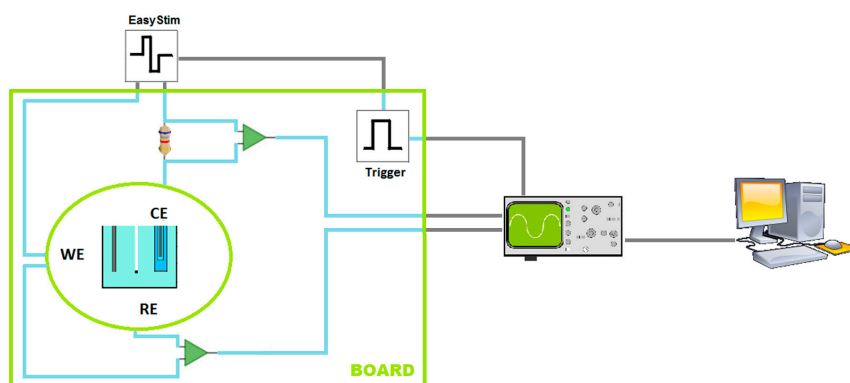 EasyStim
Trigger
CE
WE
RE
BOARD